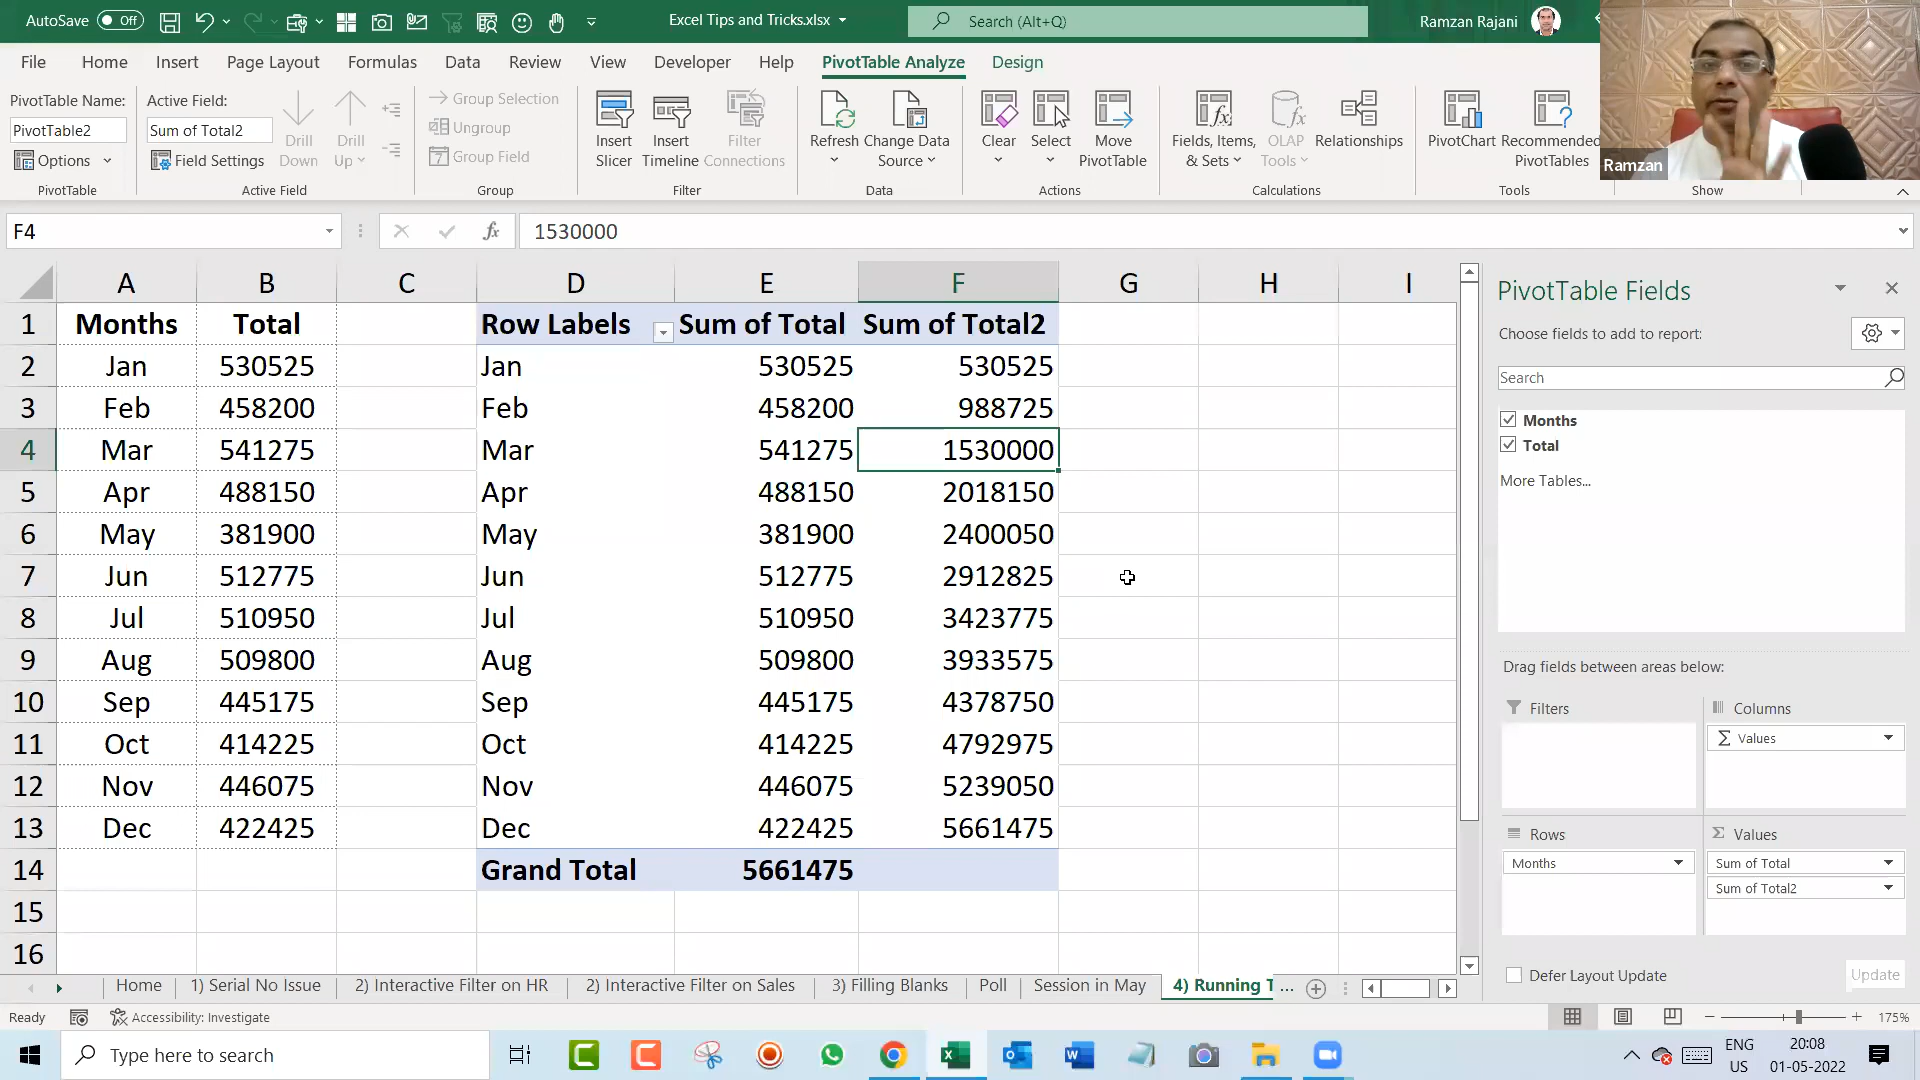 AutoSave Off Excel Tips and Tricks.xlsx Search (Alt+Q) Ramzan Rajani
File Home Insert Page Layout Formulas Data Review View Developer Automate Help PivotTable Analyze Design
PivotTable Name:
PivotTable2
Options
PivotTable
Active Field:
Sum of Total2
Field Settings
Drill Down
Drill Up
Active Field
Group Selection
Ungroup
Group Field
Group
Insert Slicer
Insert Timeline
Filter Connections
Filter
Refresh
Change Data Source
Data
Clear
Select
Move PivotTable
Actions
Fields, Items, & Sets
OLAP Tools
Relationships
Calculations
PivotChart
Recommended PivotTables
Tools
Show
Ramzan
F4 fx 1530000
A B C D E F G H I
1 Months Total Row Labels Sum of Total Sum of Total2
2 Jan 530525 Jan 530525 530525
3 Feb 458200 Feb 458200 988725
4 Mar 541275 Mar 541275 1530000
5 Apr 488150 Apr 488150 2018150
6 May 381900 May 381900 2400050
7 Jun 512775 Jun 512775 2912825
8 Jul 510950 Jul 510950 3423775
9 Aug 509800 Aug 509800 3933575
10 Sep 445175 Sep 445175 4378750
11 Oct 414225 Oct 414225 4792975
12 Nov 446075 Nov 446075 5239050
13 Dec 422425 Dec 422425 5661475
14 Grand Total 5661475
15
16
PivotTable Fields
Choose fields to add to report:
Search
Months
Total
More Tables...
Drag fields between areas below:
Filters
Columns
Σ Values
Rows
Months
Σ Values
Sum of Total
Sum of Total2
Defer Layout Update Update
Home 1) Serial No Issue 2) Interactive Filter on HR 2) Interactive Filter on Sales 3) Filling Blanks Poll Session in May 4) Running T ...
Ready Accessibility: Investigate 175%
Type here to search
ENG US
20:08
01-05-2022